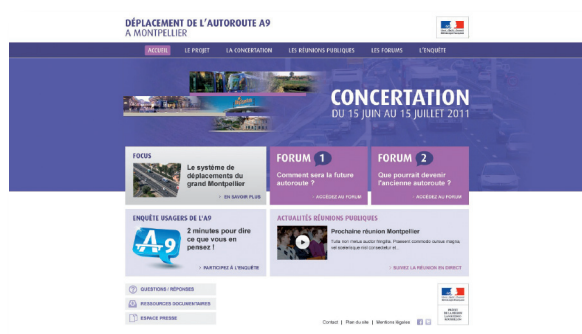 DÉPLACEMENT DE L'AUTOROUTE A9
A MONTPELLIER
ACCUEIL LE PROJET LA CONCERTATION LES RÉUNIONS PUBLIQUES LES FORUMS L'ENQUÊTE
CONCERTATION
DU 15 JUIN AU 15 JUILLET 2011
FOCUS
Le système de
déplacements du
grand Montpellier
> EN SAVOIR PLUS
FORUM 1
Comment sera la future
autoroute ?
> ACCÉDEZ AU FORUM
FORUM 2
Que pourrait devenir
l'ancienne autoroute ?
> ACCÉDEZ AU FORUM
ENQUÊTE USAGERS DE L'A9
A9
2 minutes pour dire
ce que vous en
pensez !
> PARTICIPEZ À L'ENQUÊTE
ACTUALITÉS RÉUNIONS PUBLIQUES
Prochaine réunion Montpellier
> SUIVEZ LA RÉUNION EN DIRECT
QUESTIONS / RÉPONSES
RESSOURCES DOCUMENTAIRES
ESPACE PRESSE
Contact | Plan du site | Mentions légales